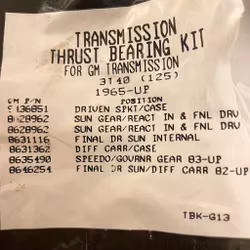 TRANSMISSION
THRUST BEARING KIT
FOR GM TRANSMISSION
3T40 (125)
1965-UP
GM P/N POSITION
8636851 DRIVEN SPKT/CASE
8628962 SUN GEAR/REACT IN & FNL DRV
8628962 SUN GEAR/REACT IN & FNL DRV
8631116 FINAL DR SUN INTERNAL
8631362 DIFF CARR/CASE
8635490 SPEEDO/GOVRNR GEAR 83-UP
8646254 FINAL DR SUN/DIFF CARR 82-UP
TBK-G13